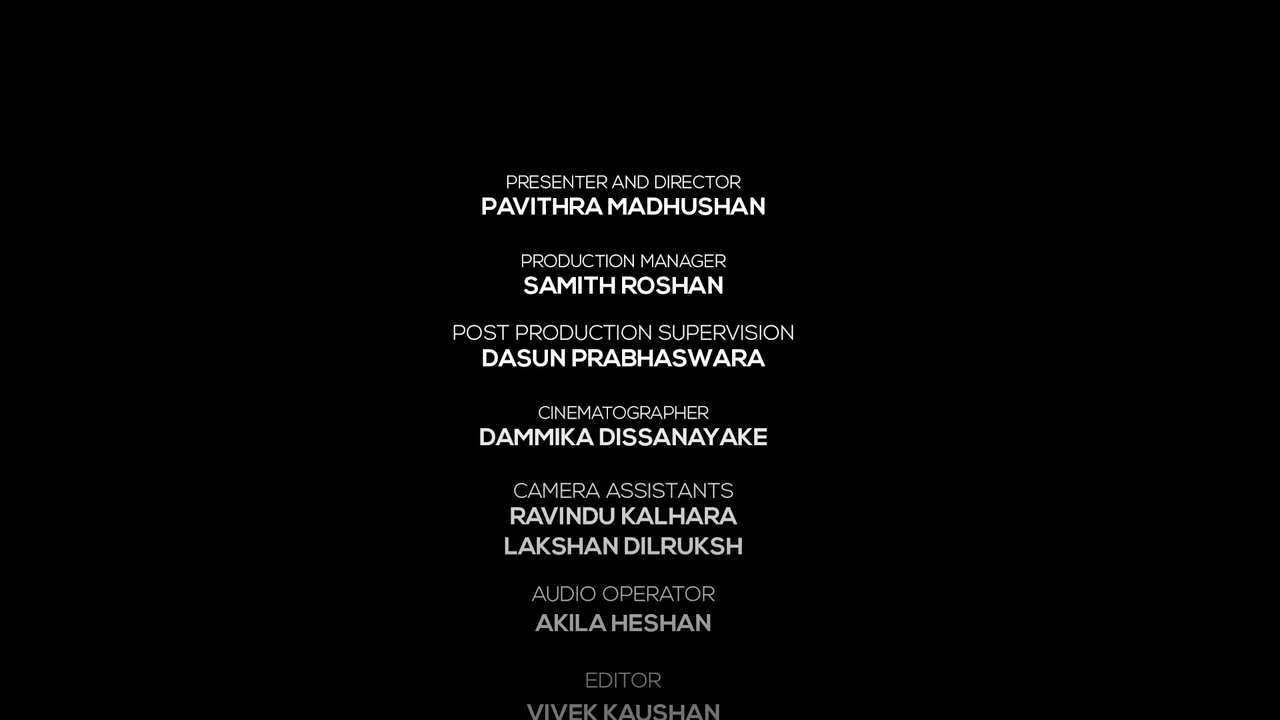 PRESENTER AND DIRECTOR
PAVITHRA MADHUSHAN
PRODUCTION MANAGER
SAMITH ROSHAN
POST PRODUCTION SUPERVISION
DASUN PRABHASWARA
CINEMATOGRAPHER
DAMMIKA DISSANAYAKE
CAMERA ASSISTANTS
RAVINDU KALHARA
LAKSHAN DILRUKSH
AUDIO OPERATOR
AKILA HESHAN
EDITOR
VIVEK KAUSHAN